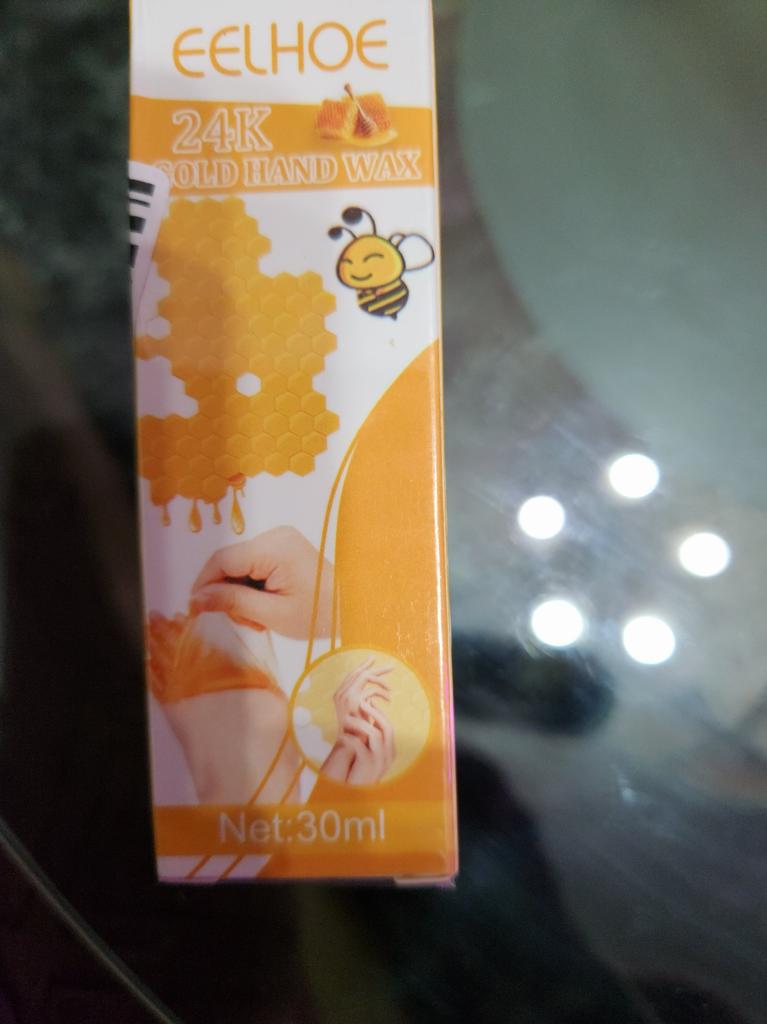 EELHOE
24K
GOLD HAND WAX
Net:30ml